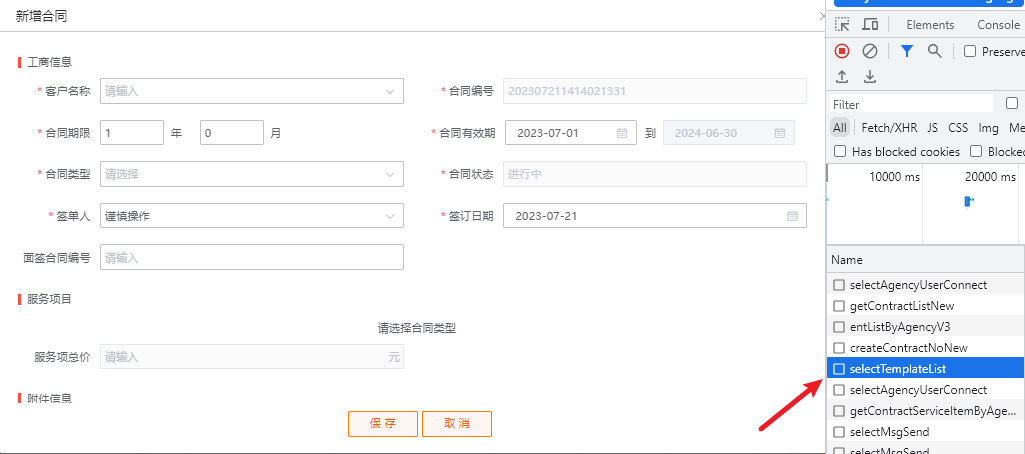 新增合同
工商信息
* 客户名称 请输入
* 合同编号 202307211414021331
* 合同期限 1 年 0 月
* 合同有效期 2023-07-01 到 2024-06-30
* 合同类型 请选择
* 合同状态 进行中
* 签单人 谨慎操作
* 签订日期 2023-07-21
面签合同编号 请输入
服务项目
请选择合同类型
服务项总价 请输入 元
附件信息
保 存 取 消
Elements Console
Preserve
Filter
All Fetch/XHR JS CSS Img Me
Has blocked cookies Blocked
10000 ms 20000 ms
Name
selectAgencyUserConnect
getContractListNew
entListByAgencyV3
createContractNoNew
selectTemplateList
selectAgencyUserConnect
getContractServiceItemByAge...
selectMsgSend
selectMsgSend